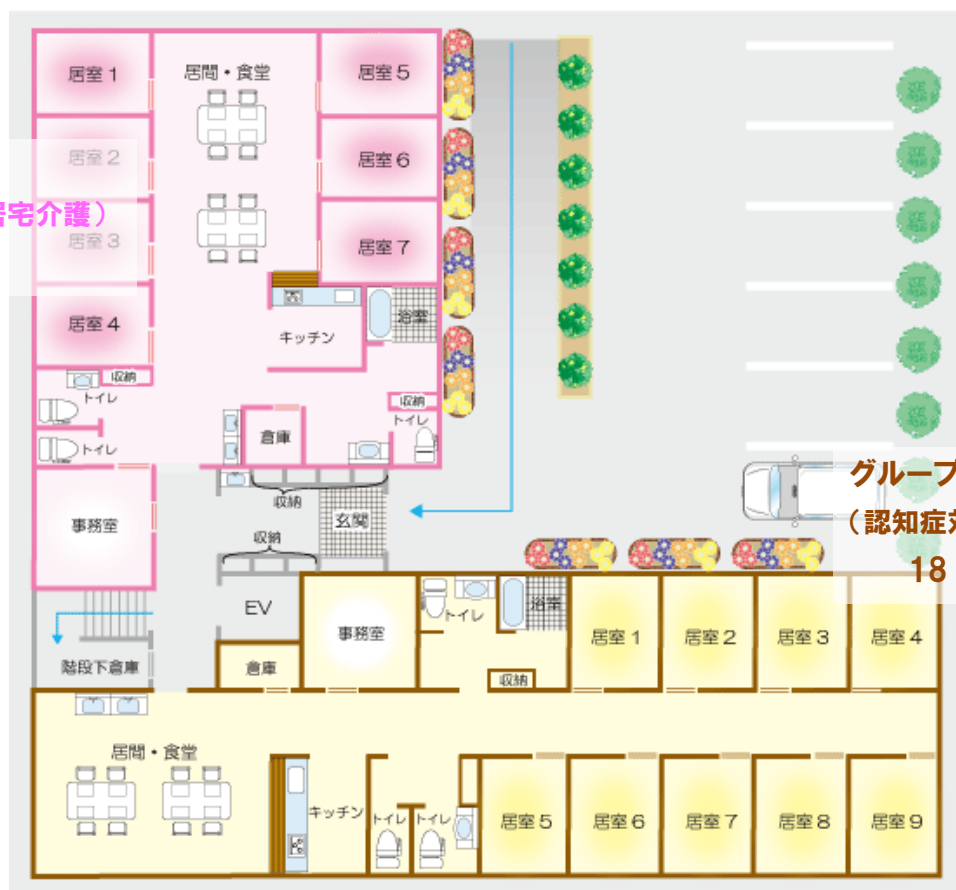 居室1
居間・食堂
居室5
居室2
居室6
居宅介護）
居室3
居室7
居室4
キッチン
浴室
収納
トイレ
収納
トイレ
トイレ
倉庫
事務室
収納
玄関
収納
グループ
（認知症対
18
EV
事務室
トイレ
浴室
居室1
居室2
居室3
居室4
階段下倉庫
倉庫
収納
居間・食堂
キッチン
トイレ
トイレ
居室5
居室6
居室7
居室8
居室9